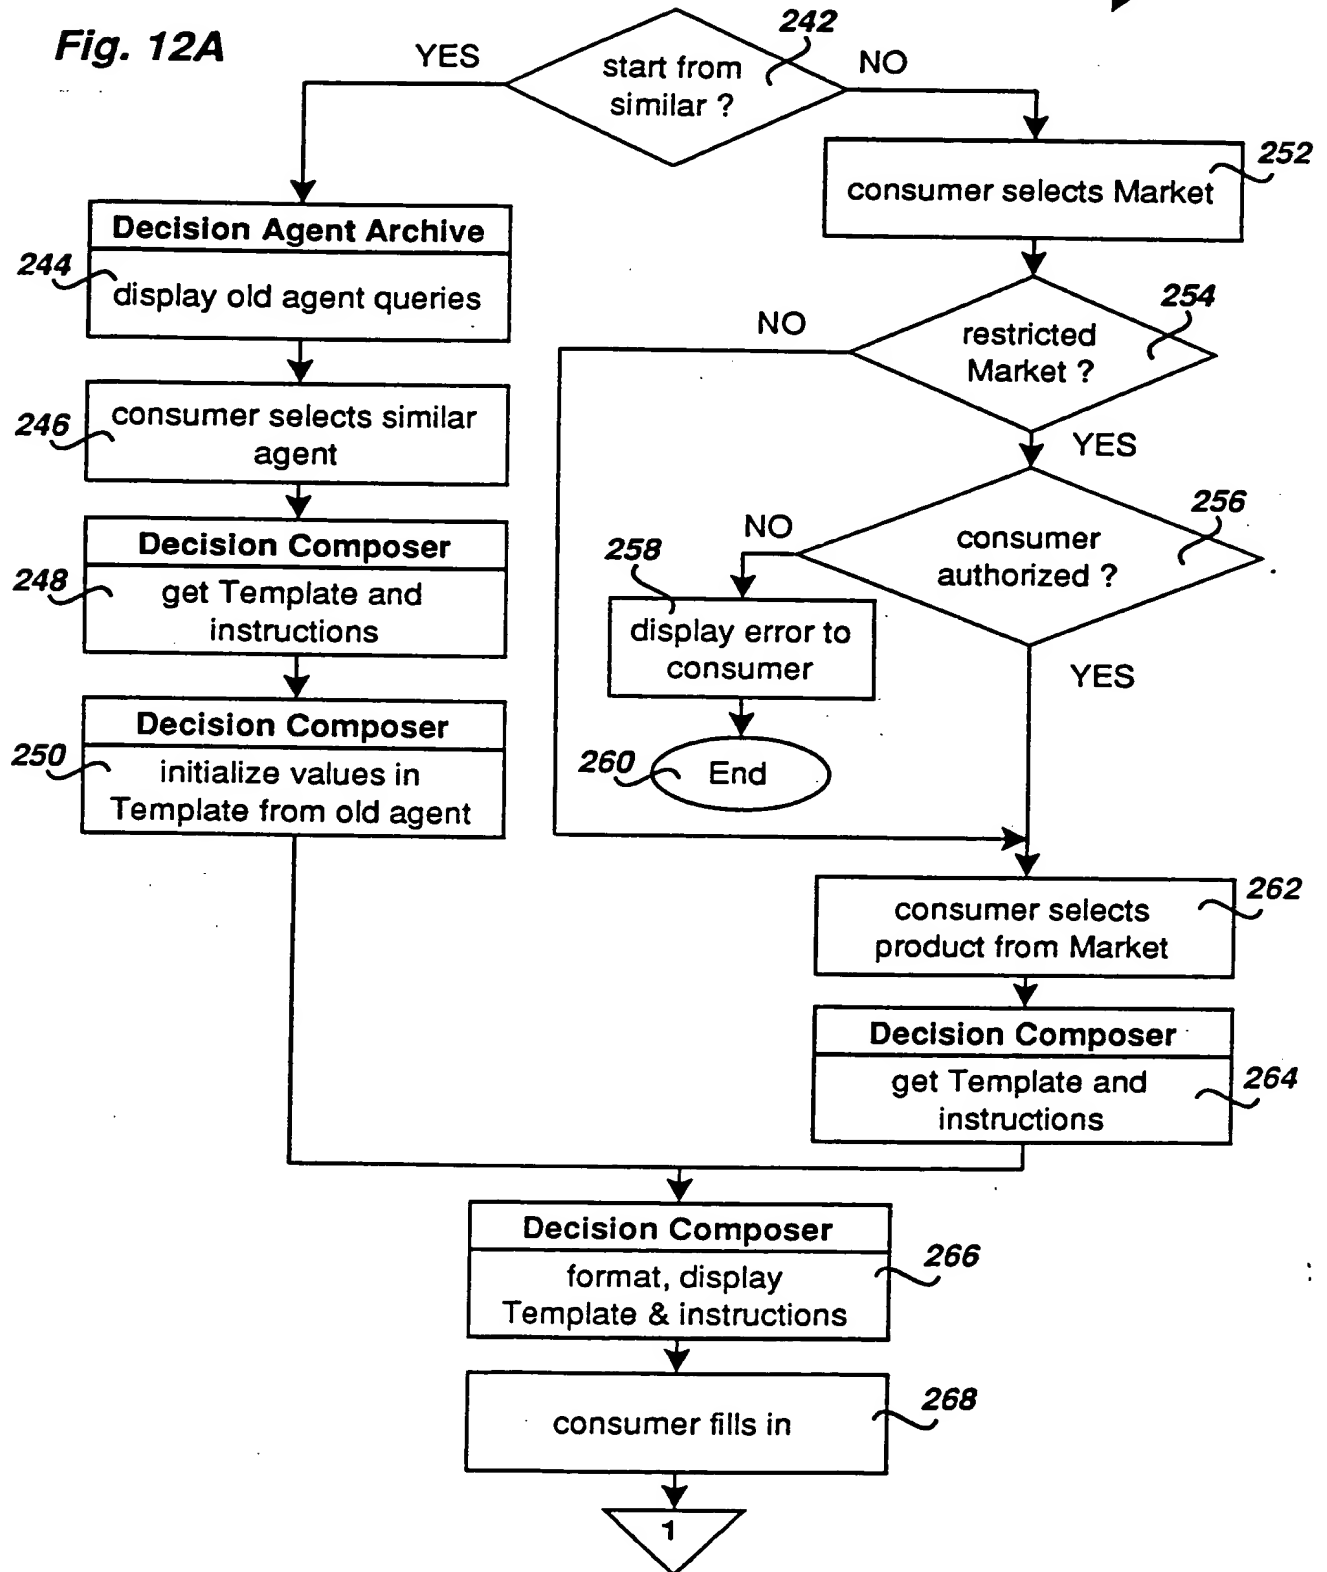 Fig. 12A
242
YES
start from
similar ?
NO
252
consumer selects Market
Decision Agent Archive
244
display old agent queries
254
NO
restricted
Market ?
YES
246
consumer selects similar
agent
256
NO
consumer
authorized ?
258
YES
Decision Composer
248
get Template and
instructions
display error to
consumer
Decision Composer
250
initialize values in
Template from old agent
260
End
262
consumer selects
product from Market
Decision Composer
264
get Template and
instructions
Decision Composer
266
format, display
Template & instructions
268
consumer fills in
1